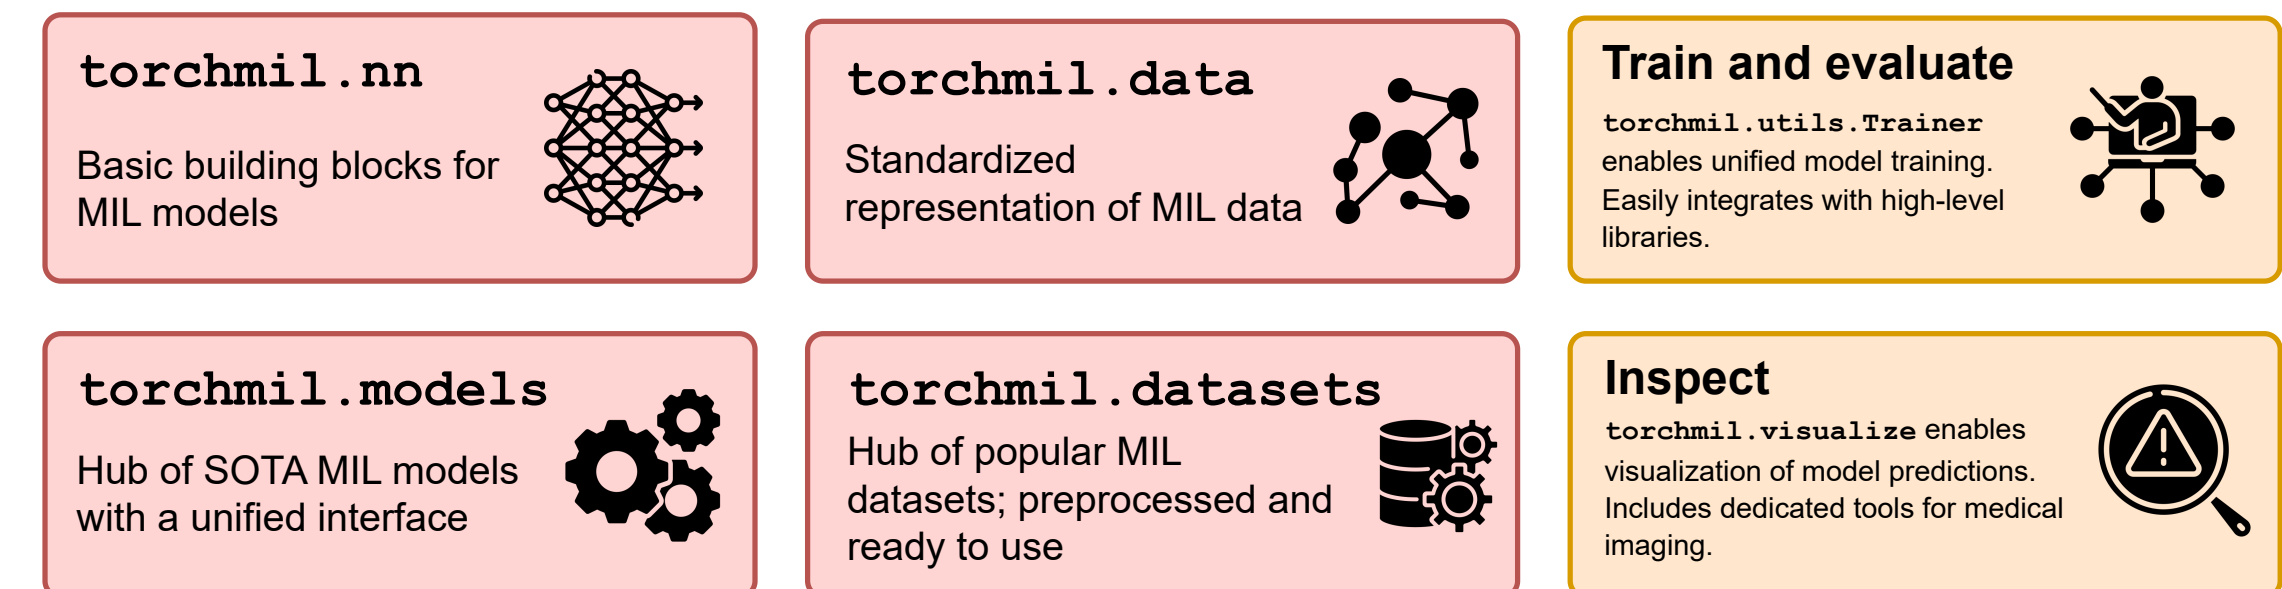 torchmil.nn
Basic building blocks for
MIL models
torchmil.data
Standardized
representation of MIL data
Train and evaluate
torchmil.utils.Trainer
enables unified model training.
Easily integrates with high-level
libraries.
torchmil.models
Hub of SOTA MIL models
with a unified interface
torchmil.datasets
Hub of popular MIL
datasets; preprocessed and
ready to use
Inspect
torchmil.visualize enables
visualization of model predictions.
Includes dedicated tools for medical
imaging.